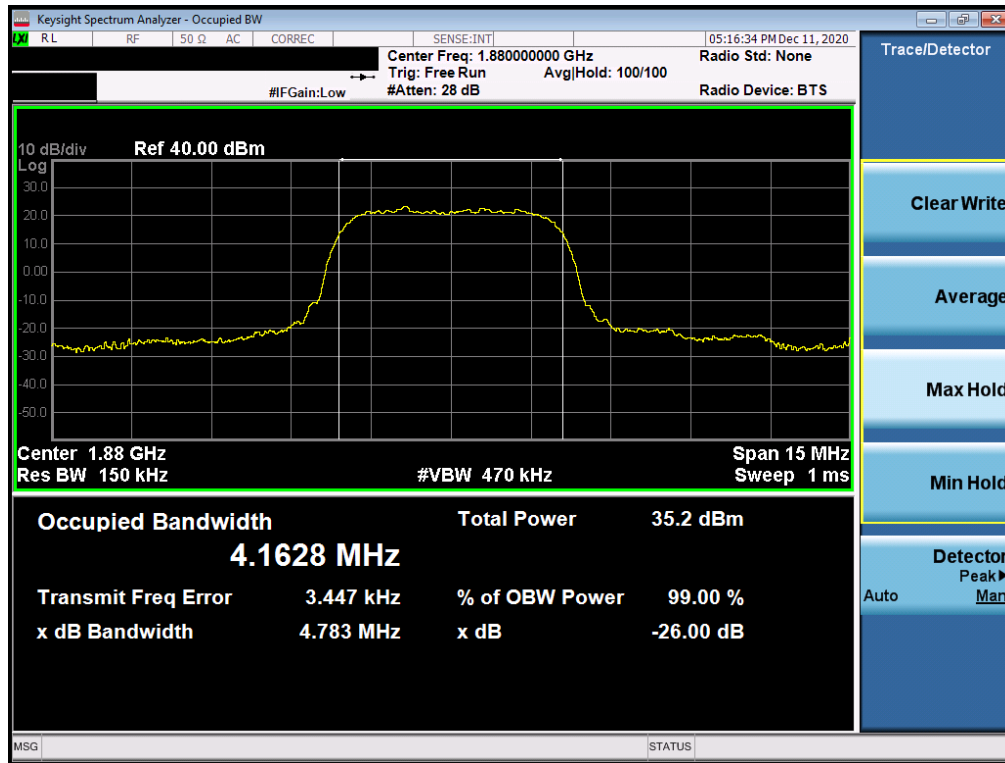 Keysight Spectrum Analyzer - Occupied BW
LXI RL RF 50 Ω AC CORREC SENSE:INT 05:16:34 PM Dec 11, 2020
Center Freq: 1.880000000 GHz Radio Std: None
Trig: Free Run Avg|Hold: 100/100
#IFGain:Low #Atten: 28 dB Radio Device: BTS
Trace/Detector
10 dB/div Ref 40.00 dBm
Log
30.0
20.0
10.0
0.00
-10.0
-20.0
-30.0
-40.0
-50.0
Center 1.88 GHz Span 15 MHz
Res BW 150 kHz #VBW 470 kHz Sweep 1 ms
Occupied Bandwidth Total Power 35.2 dBm
4.1628 MHz
Transmit Freq Error 3.447 kHz % of OBW Power 99.00 %
x dB Bandwidth 4.783 MHz x dB -26.00 dB
Clear Write
Average
Max Hold
Min Hold
Detector
Peak
Auto Man
MSG STATUS